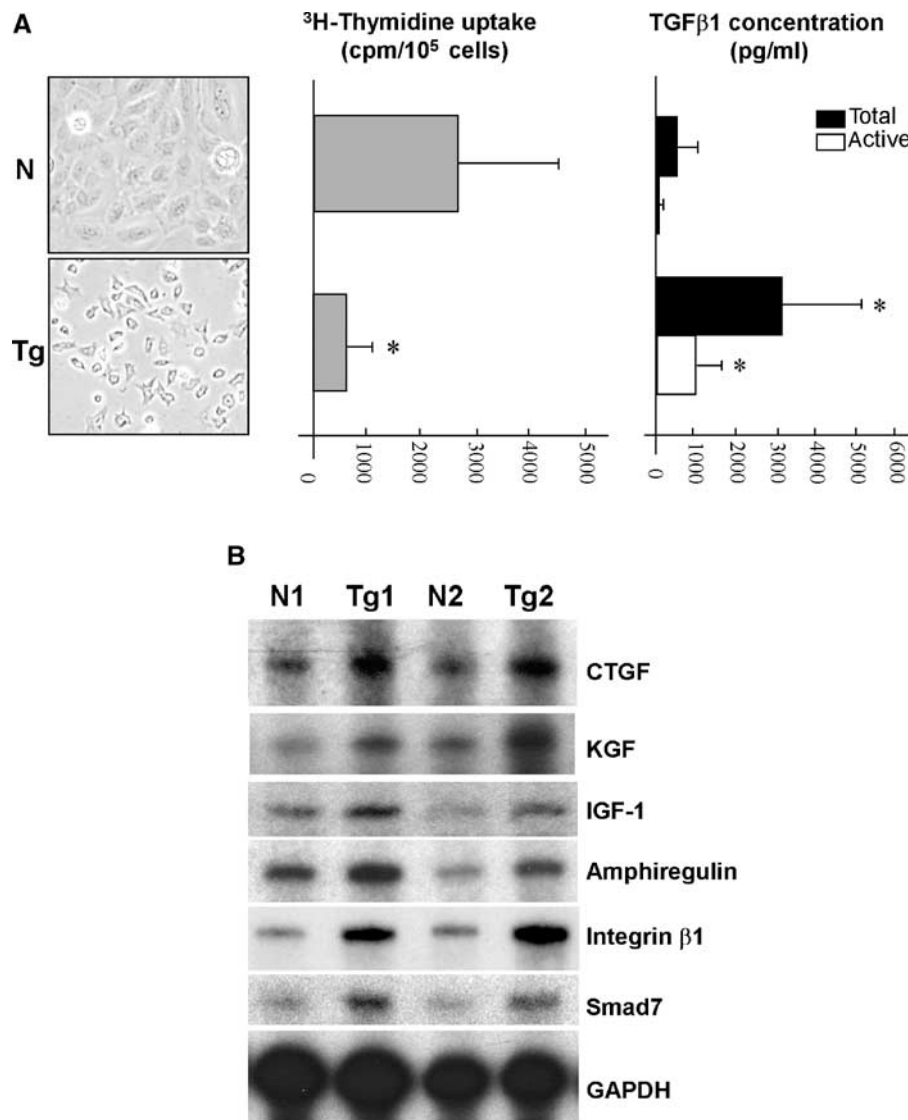 A
³H-Thymidine uptake
(cpm/10⁵ cells)
TGFβ1 concentration
(pg/ml)
Total
Active
N
Tg
*
*
*
0
1000
2000
3000
4000
5000
0
1000
2000
3000
4000
5000
6000
B
N1 Tg1 N2 Tg2
CTGF
KGF
IGF-1
Amphiregulin
Integrin β1
Smad7
GAPDH